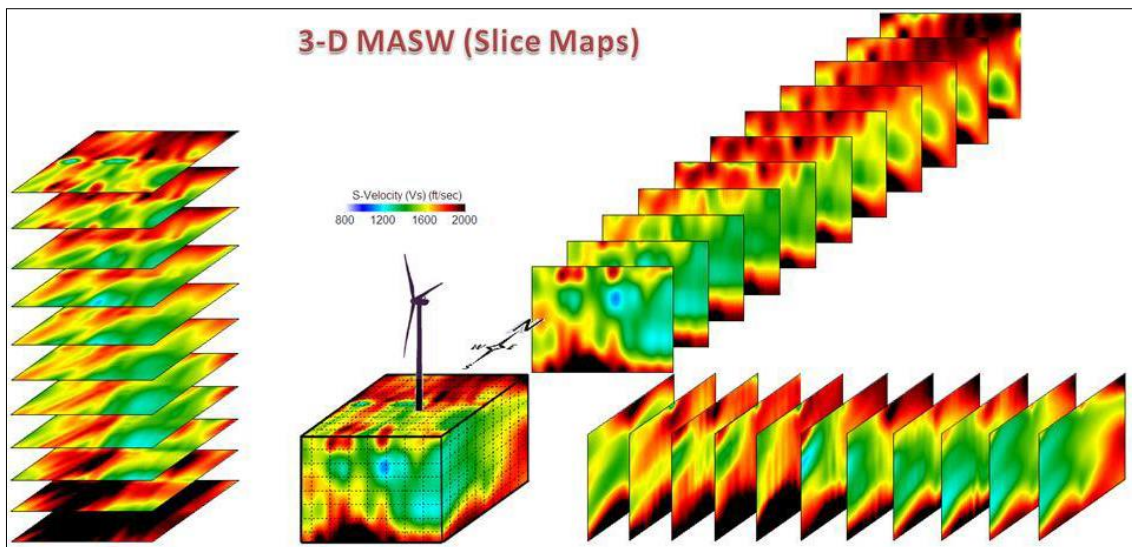 3-D MASW (Slice Maps)
S-Velocity (Vs) (ft/sec)
800 1200 1600 2000
N
W E
S